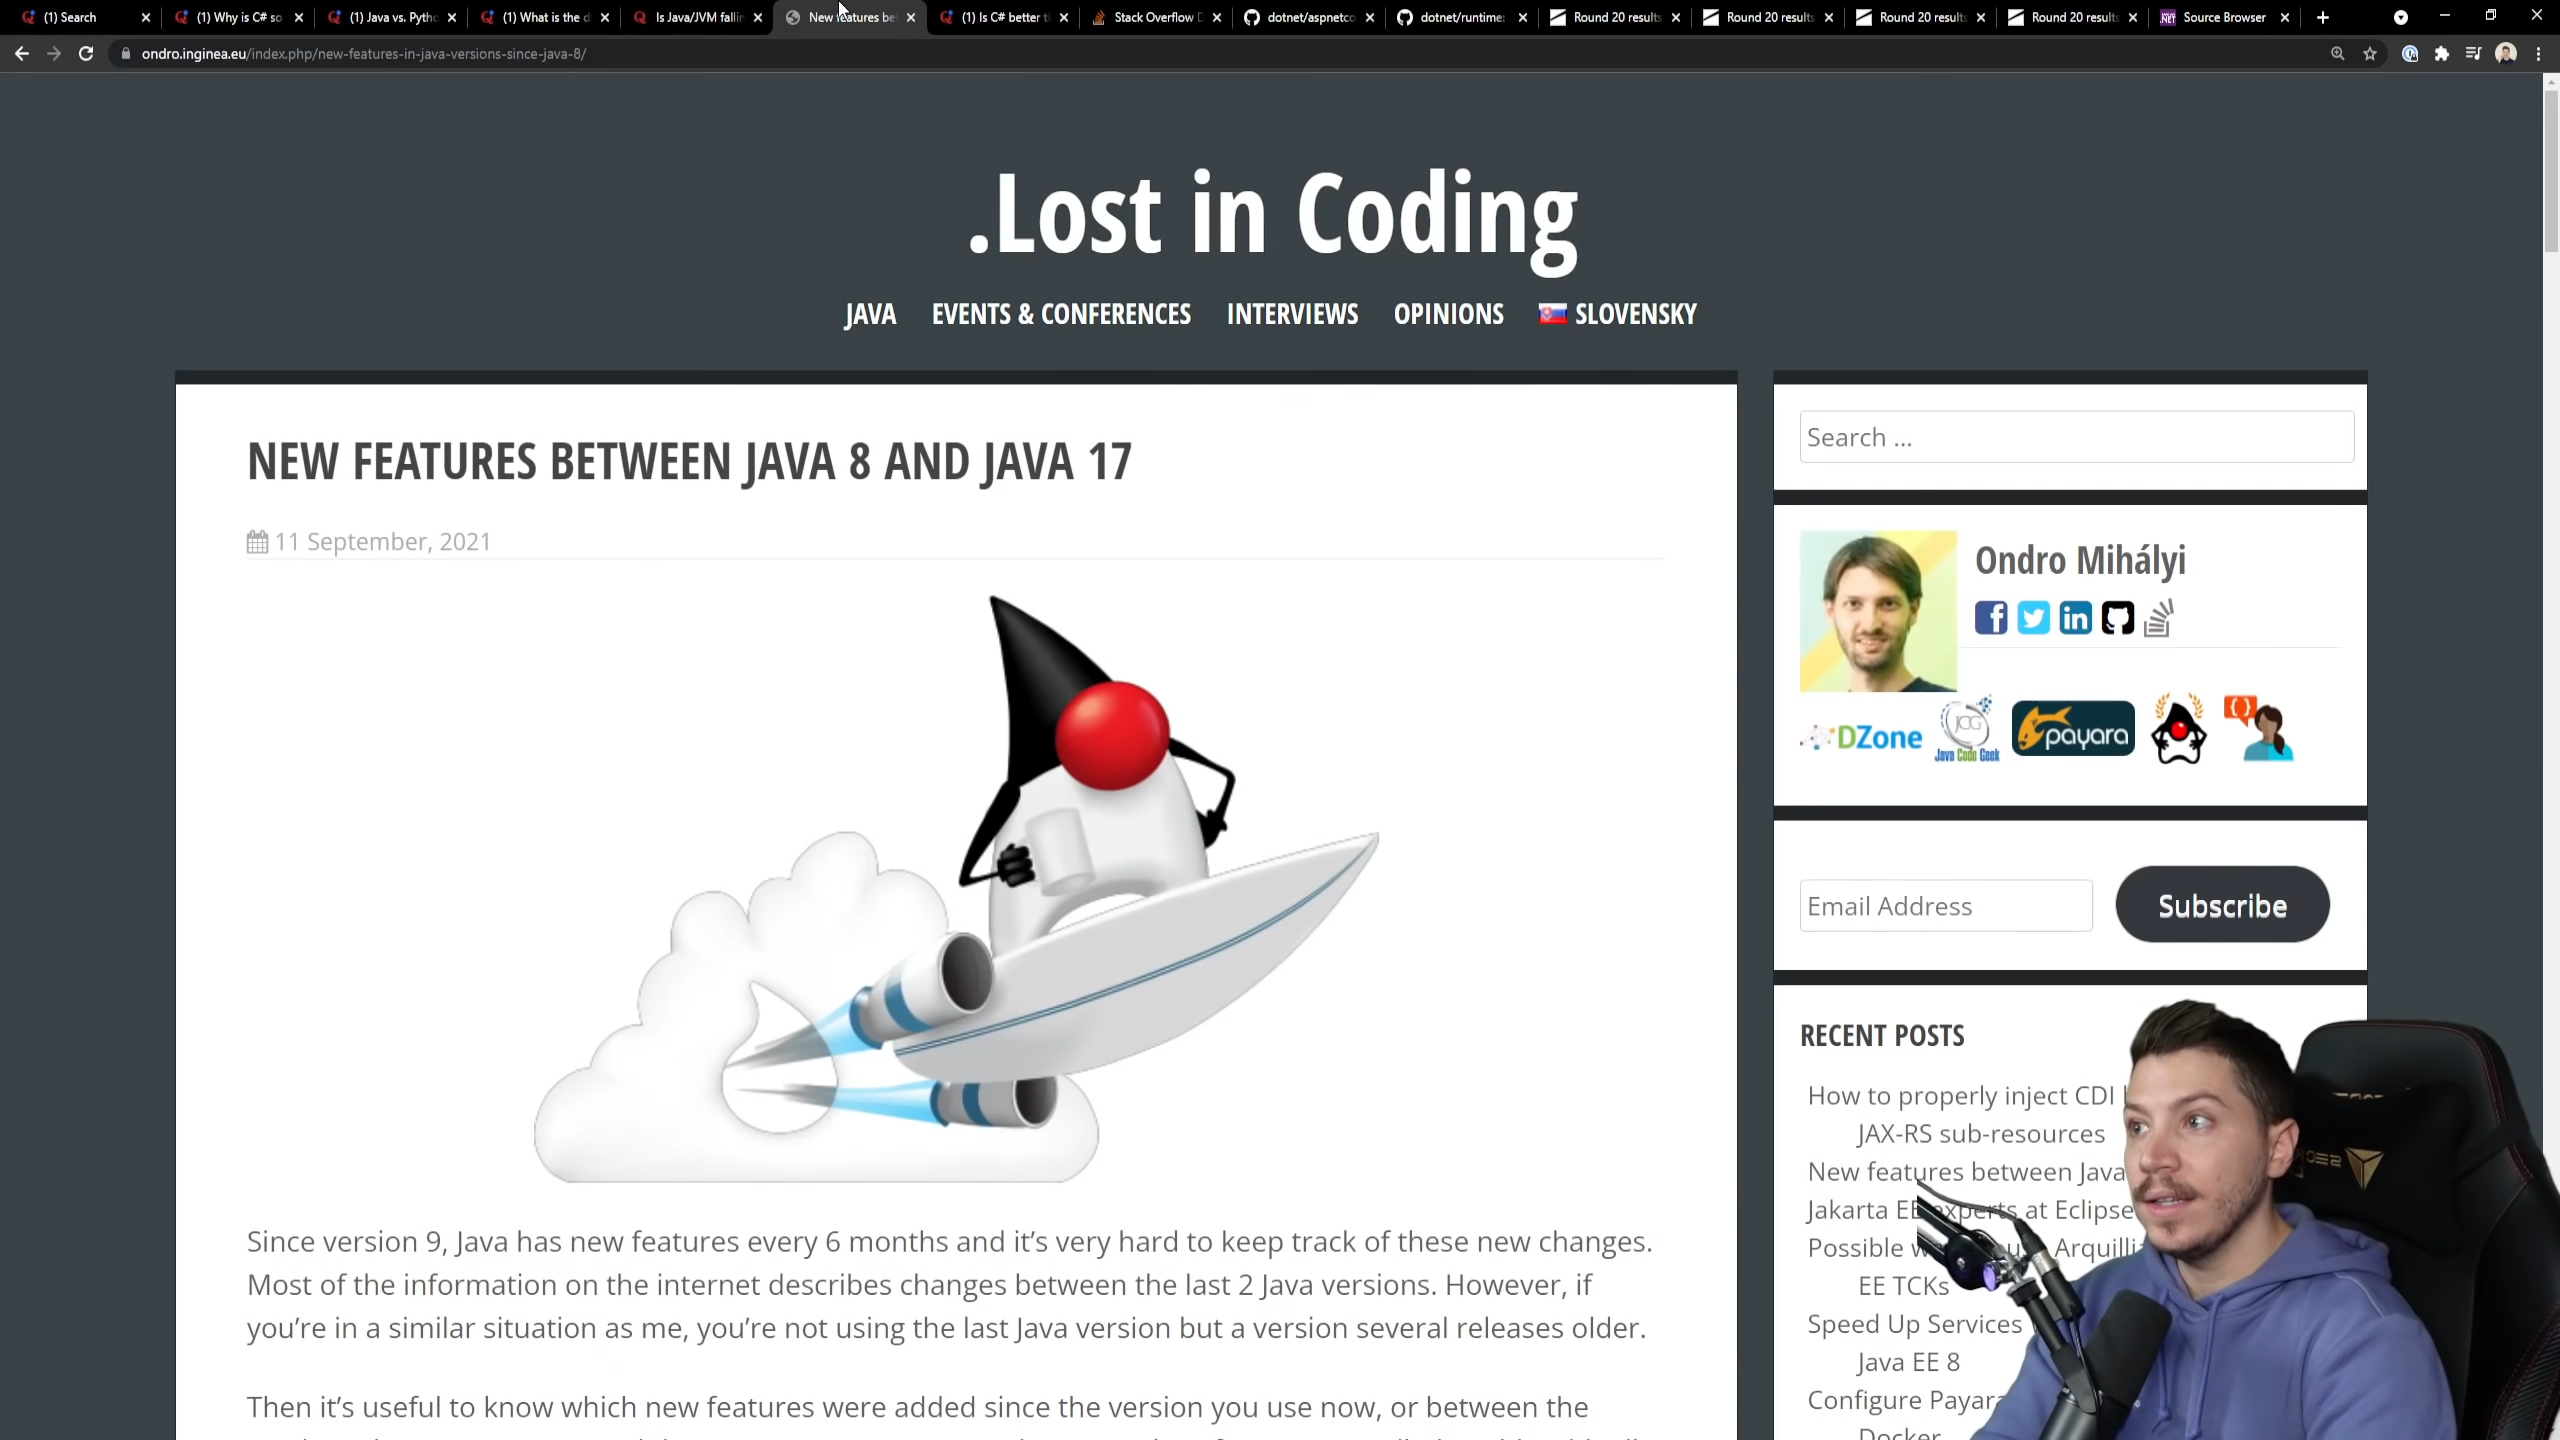 (1) Search
(1) Why is C# so
(1) Java vs. Pytho
(1) What is the d
Is Java/JVM fallin
New features be
(1) Is C# better t
Stack Overflow D
dotnet/aspnetco
dotnet/runtime:
Round 20 results
Round 20 results
Round 20 results
Round 20 results
Source Browser
ondro.inginea.eu/index.php/new-features-in-java-versions-since-java-8/
.Lost in Coding
JAVA
EVENTS & CONFERENCES
INTERVIEWS
OPINIONS
SLOVENSKY
NEW FEATURES BETWEEN JAVA 8 AND JAVA 17
11 September, 2021
Since version 9, Java has new features every 6 months and it’s very hard to keep track of these new changes.
Most of the information on the internet describes changes between the last 2 Java versions. However, if
you’re in a similar situation as me, you’re not using the last Java version but a version several releases older.
Then it’s useful to know which new features were added since the version you use now, or between the
Search ...
Ondro Mihályi
DZone
JCG
Java Code Geek
payara
Email Address
Subscribe
RECENT POSTS
How to properly inject CDI
JAX-RS sub-resources
New features between Java
Jakarta EE experts at Eclipse
Possible Arquilli
EE TCKs
Speed Up Services
Java EE 8
Configure Payara
Docker